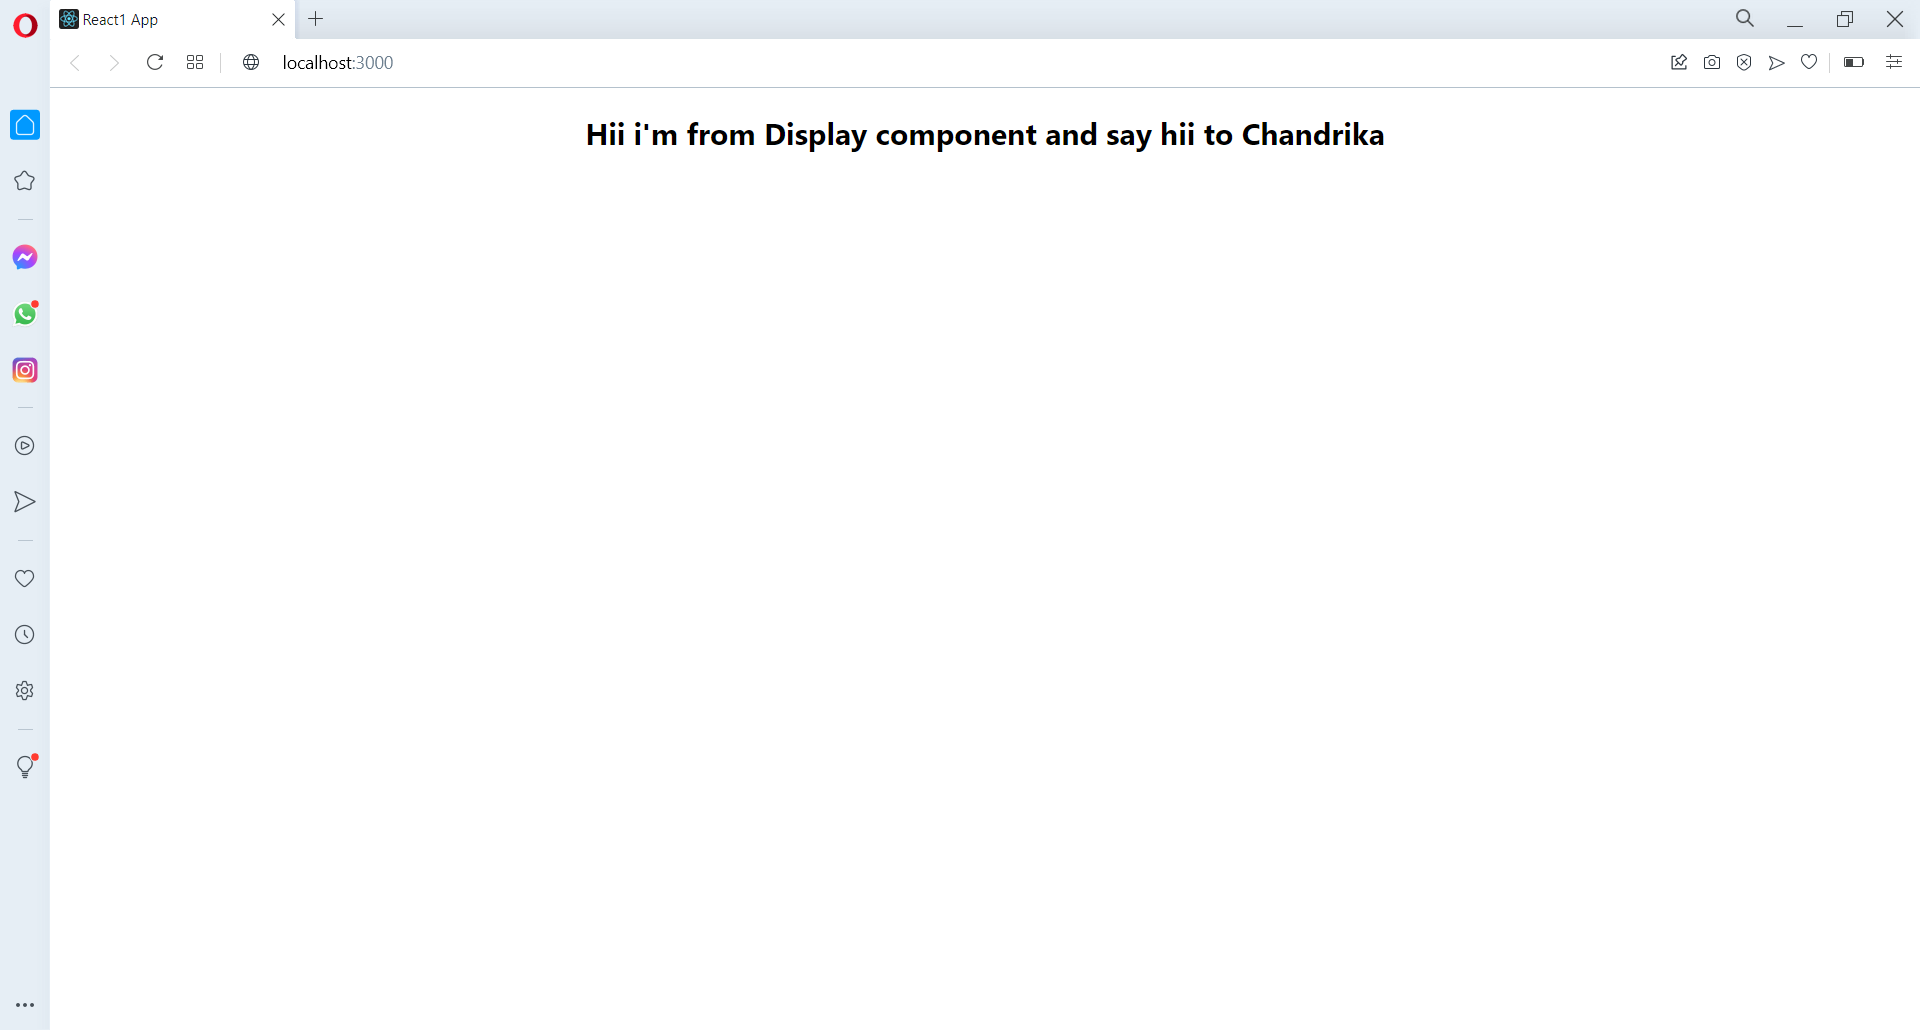 React1 App
localhost:3000
Hii i'm from Display component and say hii to Chandrika